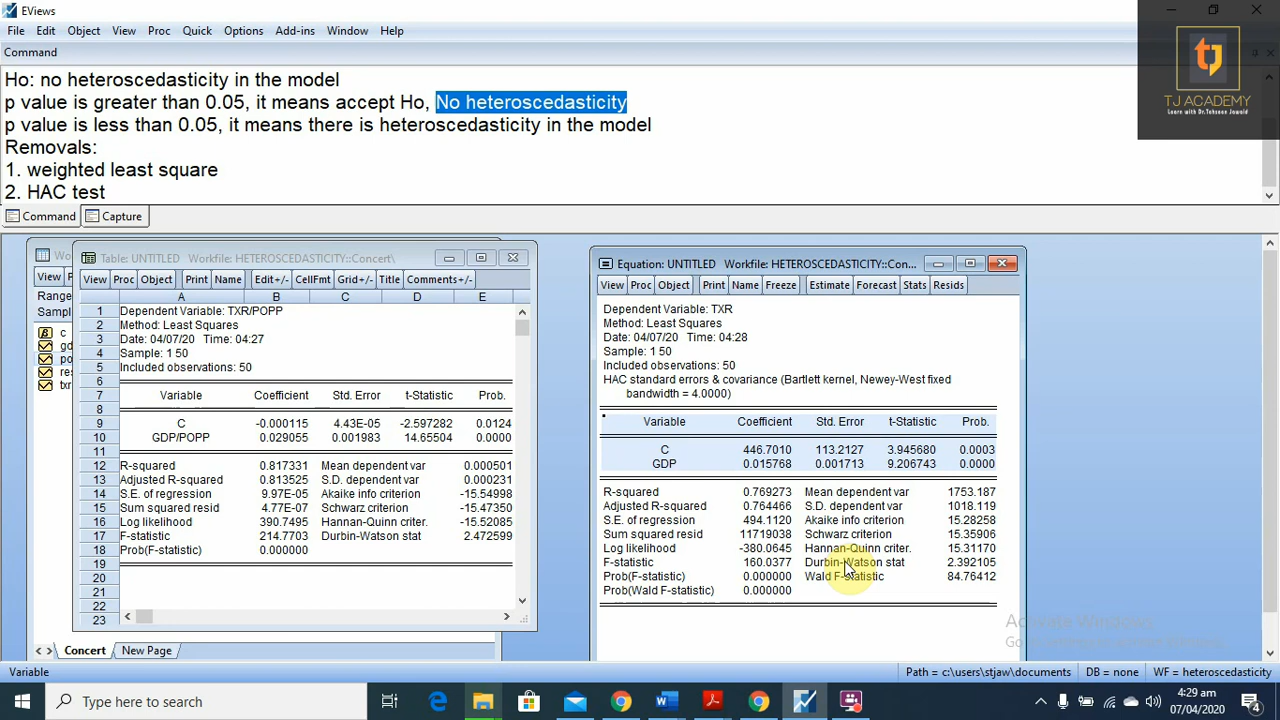 EViews
File Edit Object View Proc Quick Options Add-ins Window Help
Command
Ho: no heteroscedasticity in the model
p value is greater than 0.05, it means accept Ho, No heteroscedasticity
p value is less than 0.05, it means there is heteroscedasticity in the model
Removals:
1. weighted least square
2. HAC test
Command Capture
tj
TJ ACADEMY
Learn with Dr.Tehseen Jawaid
Table: UNTITLED Workfile: HETEROSCEDASTICITY::Concert\
View Proc Object Print Name Edit+/- CellFmt Grid+/- Title Comments+/-
A B C D E
1 Dependent Variable: TXR/POPP
2 Method: Least Squares
3 Date: 04/07/20 Time: 04:27
4 Sample: 1 50
5 Included observations: 50
6
7 Variable Coefficient Std. Error t-Statistic Prob.
8
9 C -0.000115 4.43E-05 -2.597282 0.0124
10 GDP/POPP 0.029055 0.001983 14.65504 0.0000
11
12 R-squared 0.817331 Mean dependent var 0.000501
13 Adjusted R-squared 0.813525 S.D. dependent var 0.000231
14 S.E. of regression 9.97E-05 Akaike info criterion -15.54998
15 Sum squared resid 4.77E-07 Schwarz criterion -15.47350
16 Log likelihood 390.7495 Hannan-Quinn criter. -15.52085
17 F-statistic 214.7703 Durbin-Watson stat 2.472599
18 Prob(F-statistic) 0.000000
19
20
21
22
23
Wo
View P
Range
Samp
c
gd
po
res
txr
Concert New Page
Equation: UNTITLED Workfile: HETEROSCEDASTICITY::Con...
View Proc Object Print Name Freeze Estimate Forecast Stats Resids
Dependent Variable: TXR
Method: Least Squares
Date: 04/07/20 Time: 04:28
Sample: 1 50
Included observations: 50
HAC standard errors & covariance (Bartlett kernel, Newey-West fixed
bandwidth = 4.0000)
Variable Coefficient Std. Error t-Statistic Prob.
C 446.7010 113.2127 3.945680 0.0003
GDP 0.015768 0.001713 9.206743 0.0000
R-squared 0.769273 Mean dependent var 1753.187
Adjusted R-squared 0.764466 S.D. dependent var 1018.119
S.E. of regression 494.1120 Akaike info criterion 15.28258
Sum squared resid 11719038 Schwarz criterion 15.35906
Log likelihood -380.0645 Hannan-Quinn criter. 15.31170
F-statistic 160.0377 Durbin-Watson stat 2.392105
Prob(F-statistic) 0.000000 Wald F-statistic 84.76412
Prob(Wald F-statistic) 0.000000
Activate Windows
Variable Path = c:\users\stjaw\documents DB = none WF = heteroscedasticity
Type here to search
4:29 am
07/04/2020
4